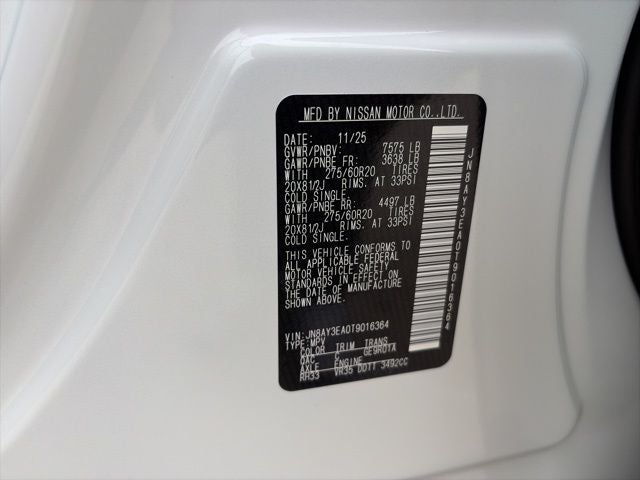 MFD BY NISSAN MOTOR CO.,LTD.
DATE: 11/25
GVWR/PNBV: 7575 LB
GAWR/PNBE FR: 3638 LB
WITH 275/60R20 TIRES
20X81/2J RIMS. AT 33PSI
COLD SINGLE.
GAWR/PNBE RR: 4497 LB
WITH 275/60R20 TIRES
20X81/2J RIMS. AT 33PSI
COLD SINGLE.
THIS VEHICLE CONFORMS TO
ALL APPLICABLE FEDERAL
MOTOR VEHICLE SAFETY
STANDARDS IN EFFECT ON
THE DATE OF MANUFACTURE
SHOWN ABOVE.
VIN: JN8AY3EA0T9016364
TYPE: MPV
COLOR TRIM TRANS
QAC C GE9R01A
AXLE ENGINE
RH33 VR35 DDTT 3492CC
JN8AY3EA0T9016364